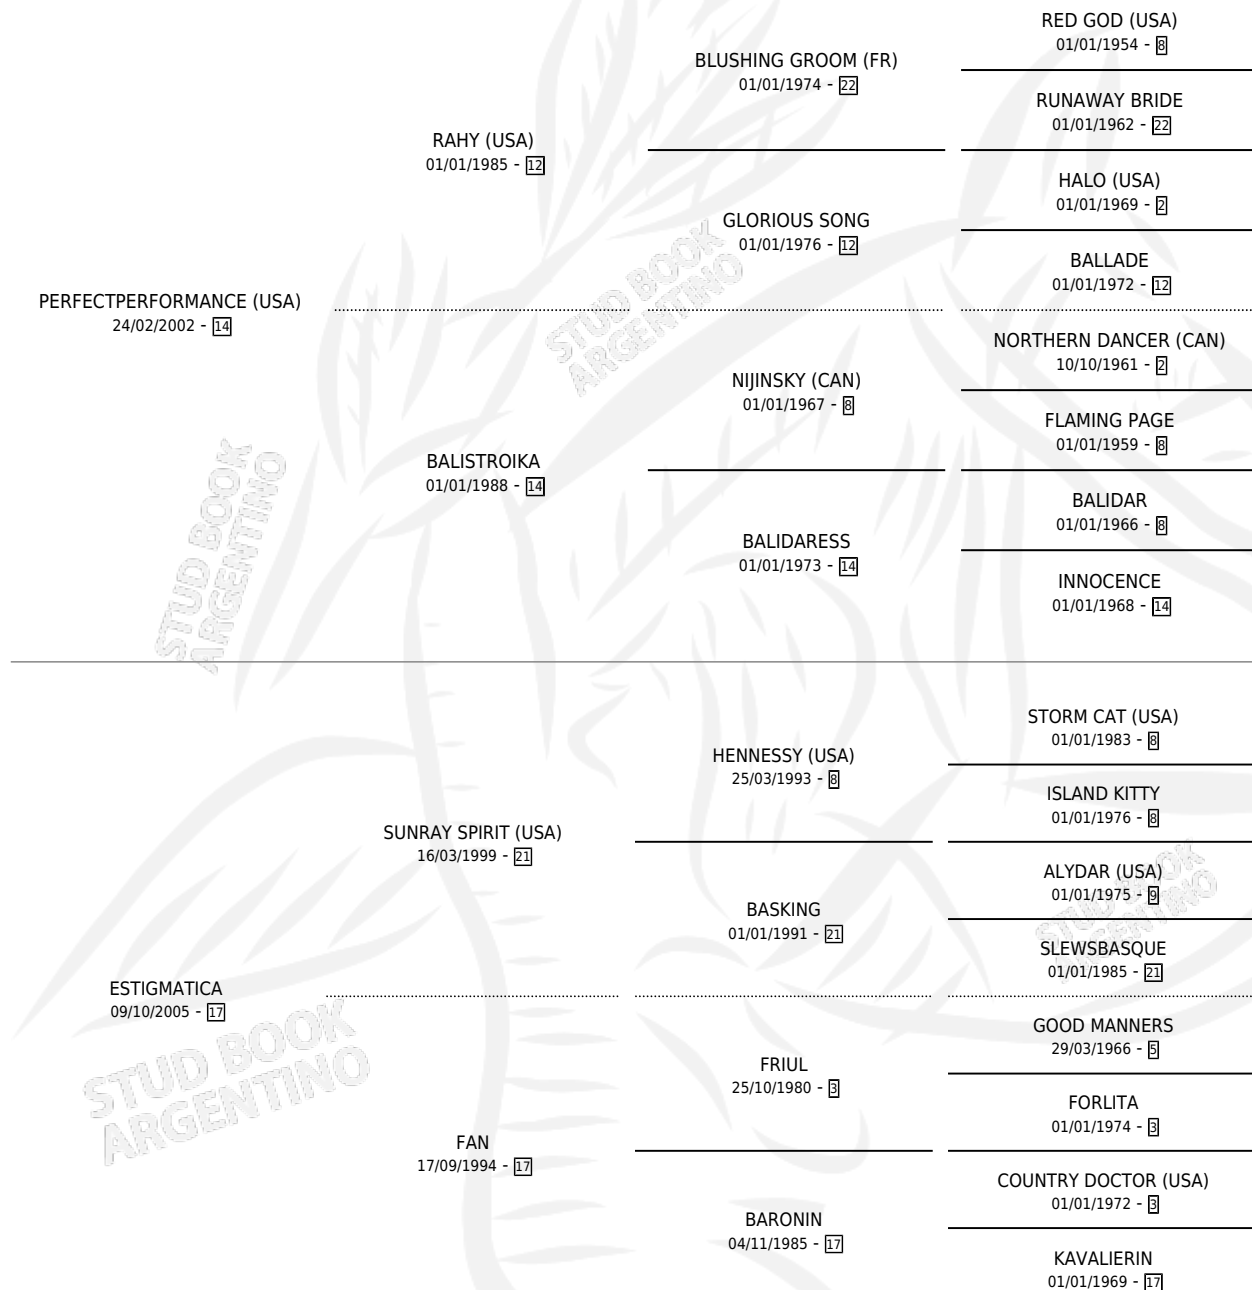 RED GOD (USA)
01/01/1954 - 8
BLUSHING GROOM (FR)
01/01/1974 - 22
RUNAWAY BRIDE
01/01/1962 - 22
RAHY (USA)
01/01/1985 - 12
HALO (USA)
01/01/1969 - 2
GLORIOUS SONG
01/01/1976 - 12
BALLADE
01/01/1972 - 12
PERFECTPERFORMANCE (USA)
24/02/2002 - 14
NORTHERN DANCER (CAN)
10/10/1961 - 2
NIJINSKY (CAN)
01/01/1967 - 8
FLAMING PAGE
01/01/1959 - 8
BALISTROIKA
01/01/1988 - 14
BALIDAR
01/01/1966 - 8
BALIDARESS
01/01/1973 - 14
INNOCENCE
01/01/1968 - 14
STORM CAT (USA)
01/01/1983 - 8
HENNESSY (USA)
25/03/1993 - 8
ISLAND KITTY
01/01/1976 - 8
SUNRAY SPIRIT (USA)
16/03/1999 - 21
ALYDAR (USA)
01/01/1975 - 9
BASKING
01/01/1991 - 21
SLEWSBASQUE
01/01/1985 - 21
ESTIGMATICA
09/10/2005 - 17
GOOD MANNERS
29/03/1966 - 5
FRIUL
25/10/1980 - 3
FORLITA
01/01/1974 - 3
FAN
17/09/1994 - 17
COUNTRY DOCTOR (USA)
01/01/1972 - 3
BARONIN
04/11/1985 - 17
KAVALIERIN
01/01/1969 - 17
STUD BOOK
ARGENTINO
STUD BOOK
ARGENTINO
STUD BOOK
ARGENTINO
STUD BOOK
ARGENTINO